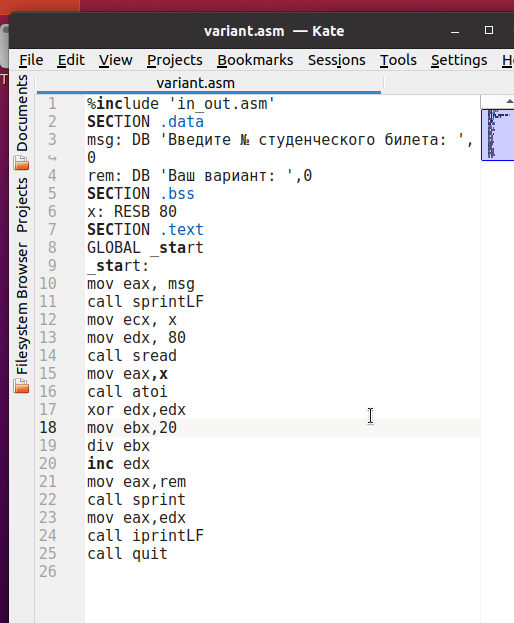 variant.asm — Kate
File Edit View Projects Bookmarks Sessions Tools Settings H
variant.asm
Documents
Projects
Filesystem Browser
1 %include 'in_out.asm'
2 SECTION .data
3 msg: DB 'Введите № студенческого билета: ',
0
4 rem: DB 'Ваш вариант: ',0
5 SECTION .bss
6 x: RESB 80
7 SECTION .text
8 GLOBAL _start
9 _start:
10 mov eax, msg
11 call sprintLF
12 mov ecx, x
13 mov edx, 80
14 call sread
15 mov eax,x
16 call atoi
17 xor edx,edx
18 mov ebx,20
19 div ebx
20 inc edx
21 mov eax,rem
22 call sprint
23 mov eax,edx
24 call iprintLF
25 call quit
26